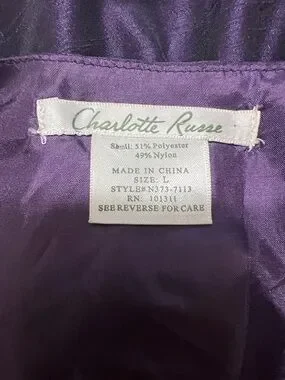 Charlotte Russe
Shell: 51% Polyester
49% Nylon
MADE IN CHINA
SIZE: L
STYLE#:N373-7113
RN: 101311
SEE REVERSE FOR CARE